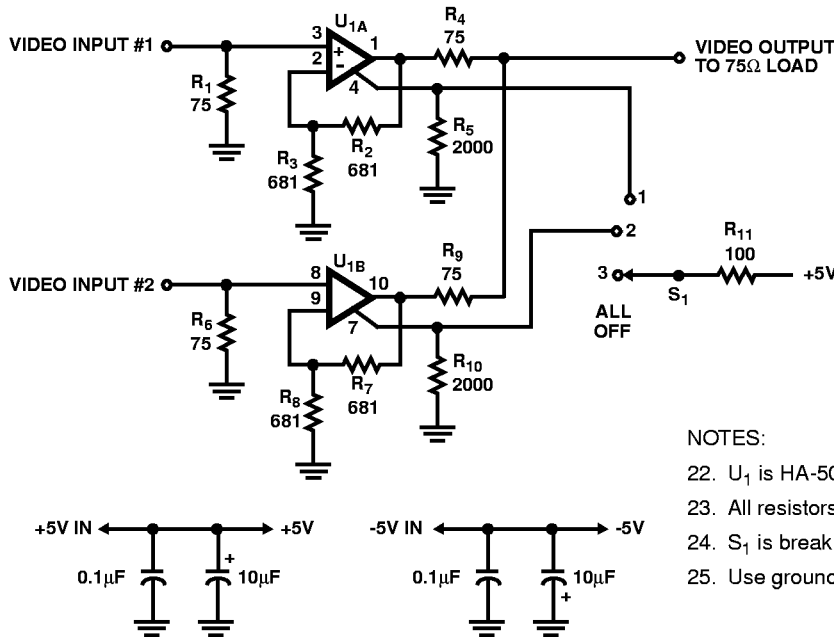 VIDEO INPUT #1
3
2
U1A
+
-
1
4
R4
75
VIDEO OUTPUT
TO 75Ω LOAD
R1
75
R3
681
R2
681
R5
2000
1
2
3
ALL
OFF
S1
R11
100
+5V
VIDEO INPUT #2
8
9
U1B
10
7
R9
75
R6
75
R8
681
R7
681
R10
2000
NOTES:
22. U1 is HA-50
23. All resistors
24. S1 is break
25. Use ground
+5V IN
+5V
0.1µF
+
10µF
-5V IN
-5V
0.1µF
10µF
+